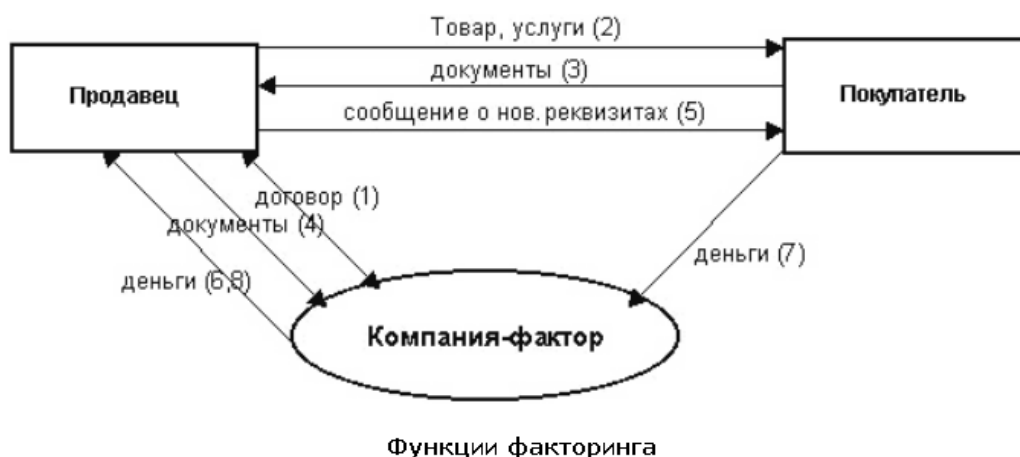 Товар, услуги (2)
Продавец
документы (3)
Покупатель
сообщение о нов. реквизитах (5)
договор (1)
документы (4)
деньги (6,8)
деньги (7)
Компания-фактор
Функции факторинга